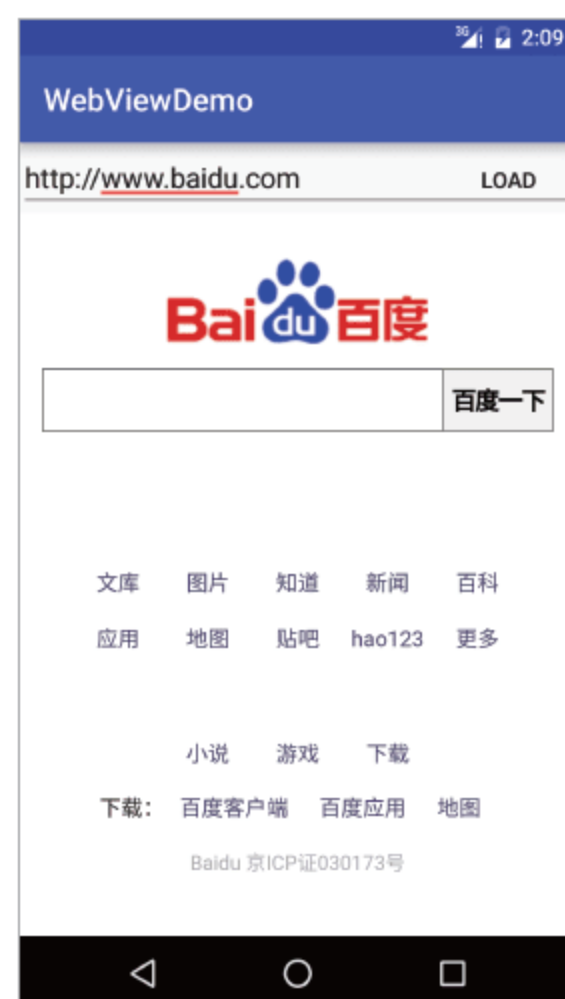 3G 2:09
WebViewDemo
http://www.baidu.com LOAD
Bai du 百度
百度一下
文库 图片 知道 新闻 百科
应用 地图 贴吧 hao123 更多
小说 游戏 下载
下载： 百度客户端 百度应用 地图
Baidu 京ICP证030173号